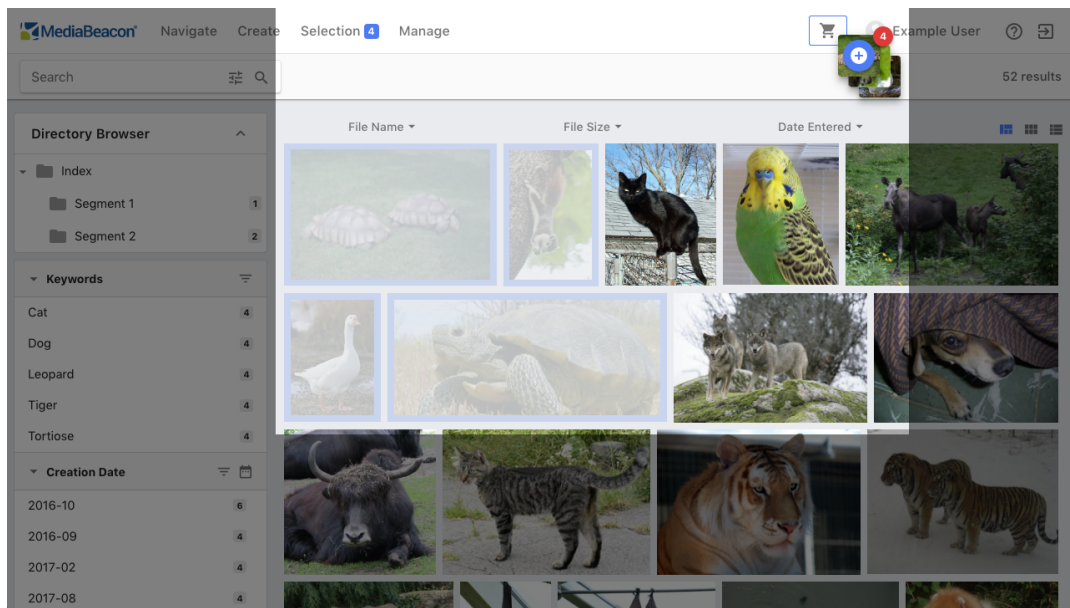 MediaBeacon® Navigate Create Selection 4 Manage Example User
4
Search 52 results
Directory Browser
File Name File Size Date Entered
Index
Segment 1 1
Segment 2 2
Keywords
Cat 4
Dog 4
Leopard 4
Tiger 4
Tortiose 4
Creation Date
2016-10 6
2016-09 4
2017-02 4
2017-08 4